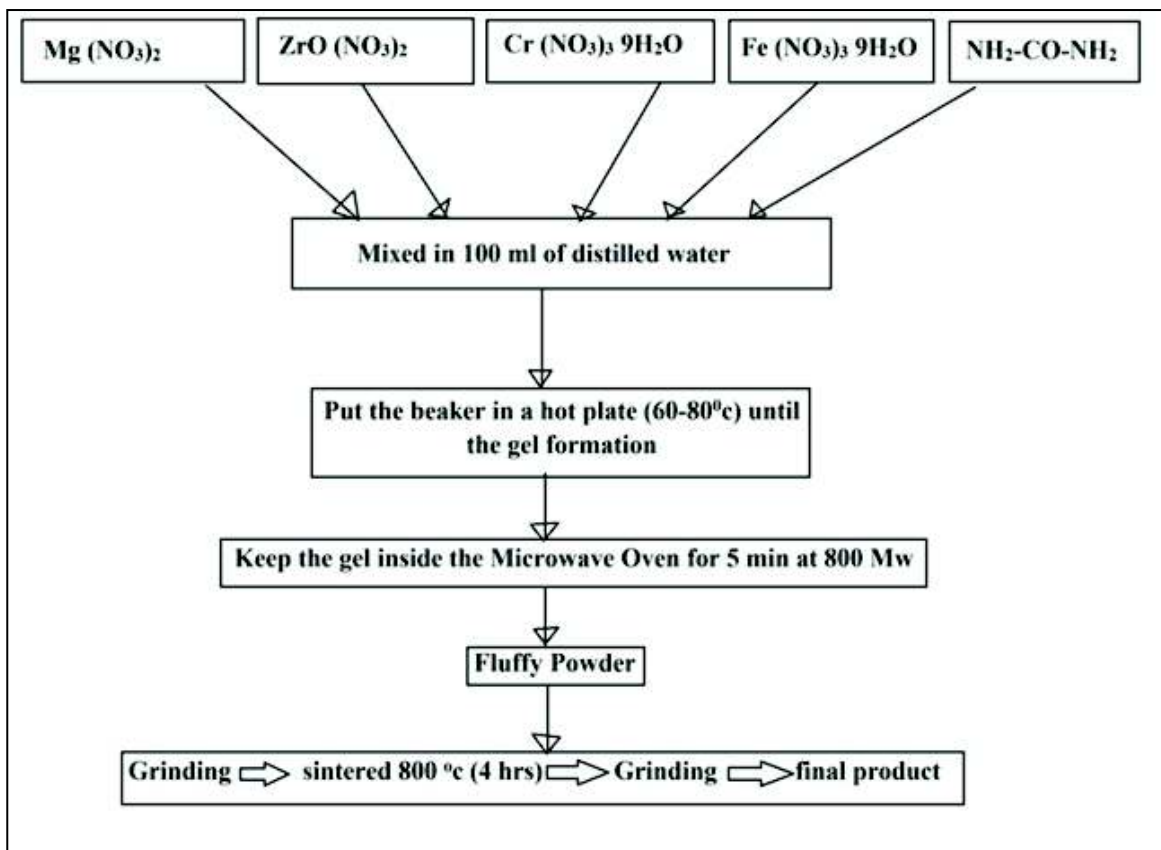 Mg (NO₃)₂
ZrO (NO₃)₂
Cr (NO₃)₃ 9H₂O
Fe (NO₃)₃ 9H₂O
NH₂-CO-NH₂
Mixed in 100 ml of distilled water
Put the beaker in a hot plate (60-80⁰c) until
the gel formation
Keep the gel inside the Microwave Oven for 5 min at 800 Mw
Fluffy Powder
Grinding sintered 800 ⁰c (4 hrs) Grinding final product